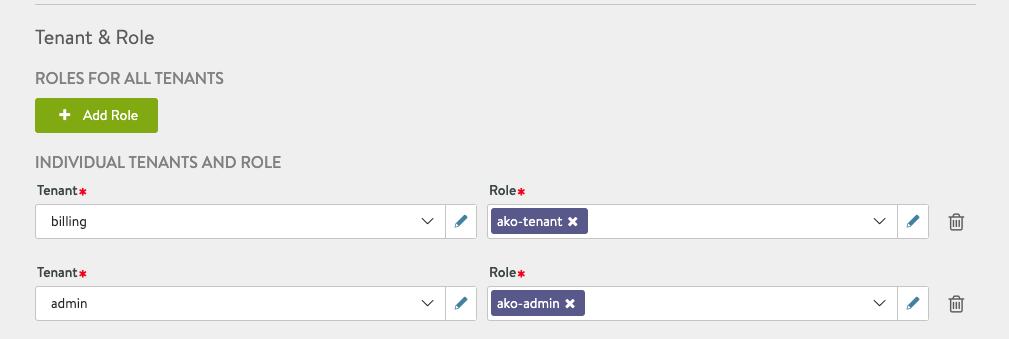 Tenant & Role
ROLES FOR ALL TENANTS
+ Add Role
INDIVIDUAL TENANTS AND ROLE
Tenant* Role*
billing ako-tenant ×
Tenant* Role*
admin ako-admin ×